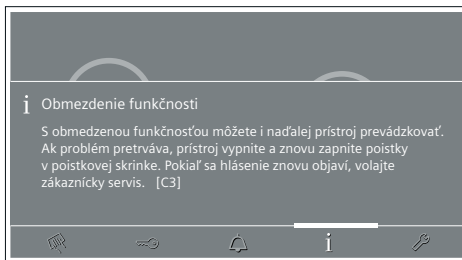 i Obmezdenie funkčnosti
S obmedzenou funkčnosťou môžete i naďalej prístroj prevádzkovať.
Ak problém pretrváva, prístroj vypnite a znovu zapnite poistky
v poistkovej skrinke. Pokiaľ sa hlásenie znovu objaví, volajte
zákaznícky servis. [C3]
i